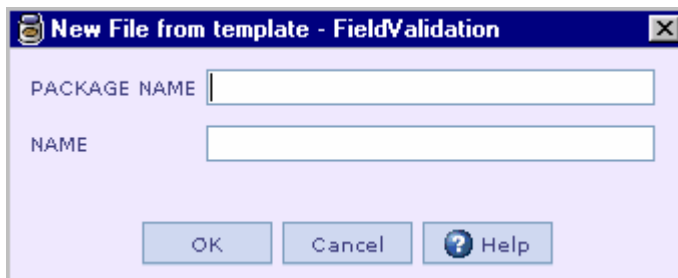 New File from template - FieldValidation
PACKAGE NAME
NAME
OK
Cancel
Help